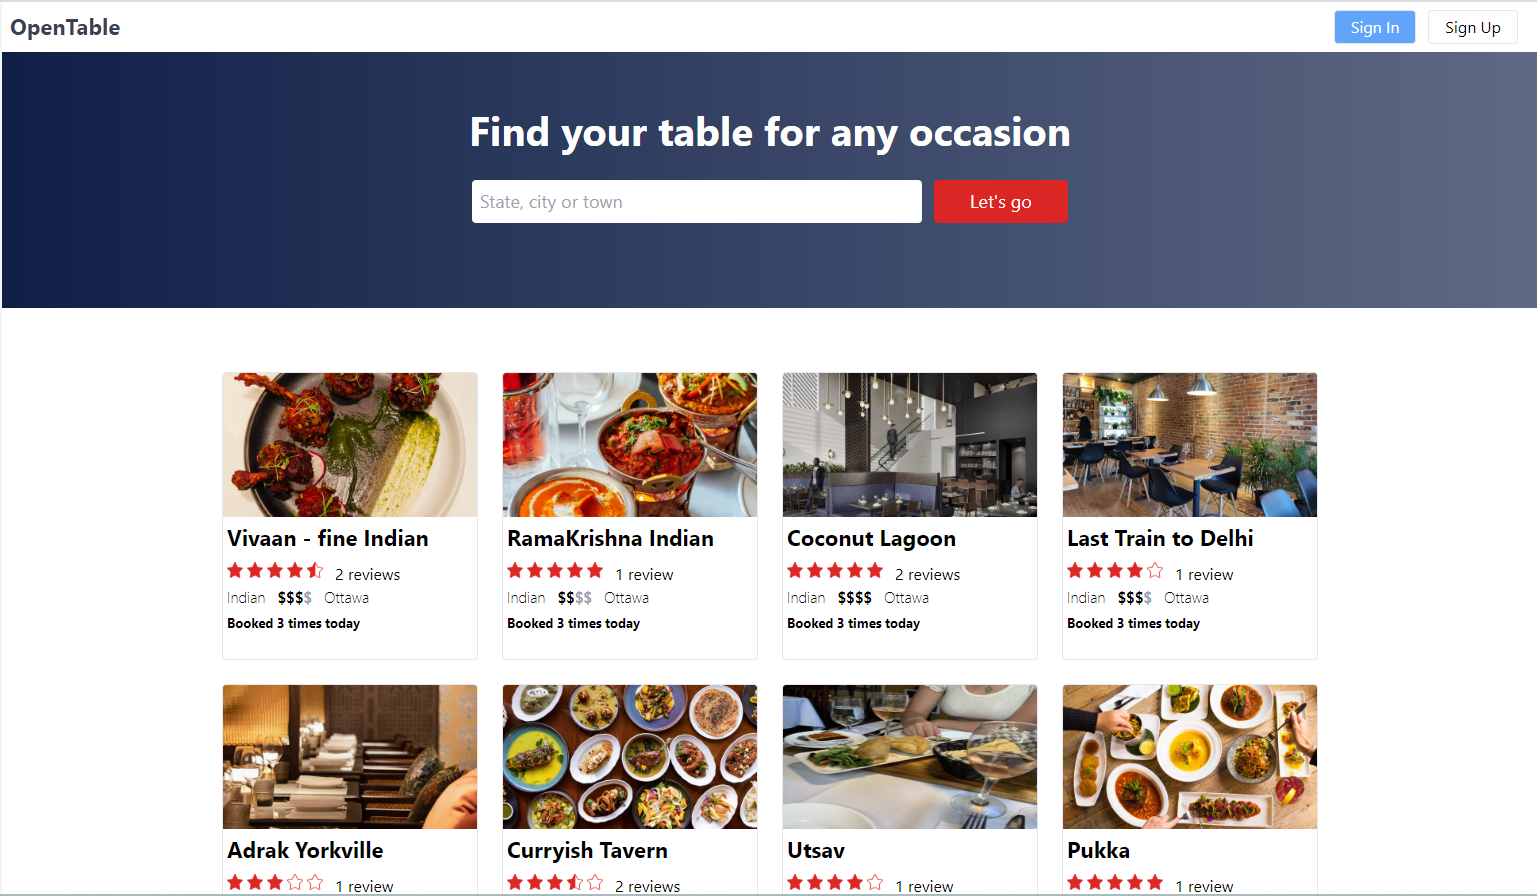 OpenTable
Sign In
Sign Up
Find your table for any occasion
State, city or town
Let's go
Vivaan - fine Indian
2 reviews
Indian $$$$ Ottawa
Booked 3 times today
RamaKrishna Indian
1 review
Indian $$$$ Ottawa
Booked 3 times today
Coconut Lagoon
2 reviews
Indian $$$$ Ottawa
Booked 3 times today
Last Train to Delhi
1 review
Indian $$$$ Ottawa
Booked 3 times today
Adrak Yorkville
1 review
Curryish Tavern
2 reviews
Utsav
1 review
Pukka
1 review